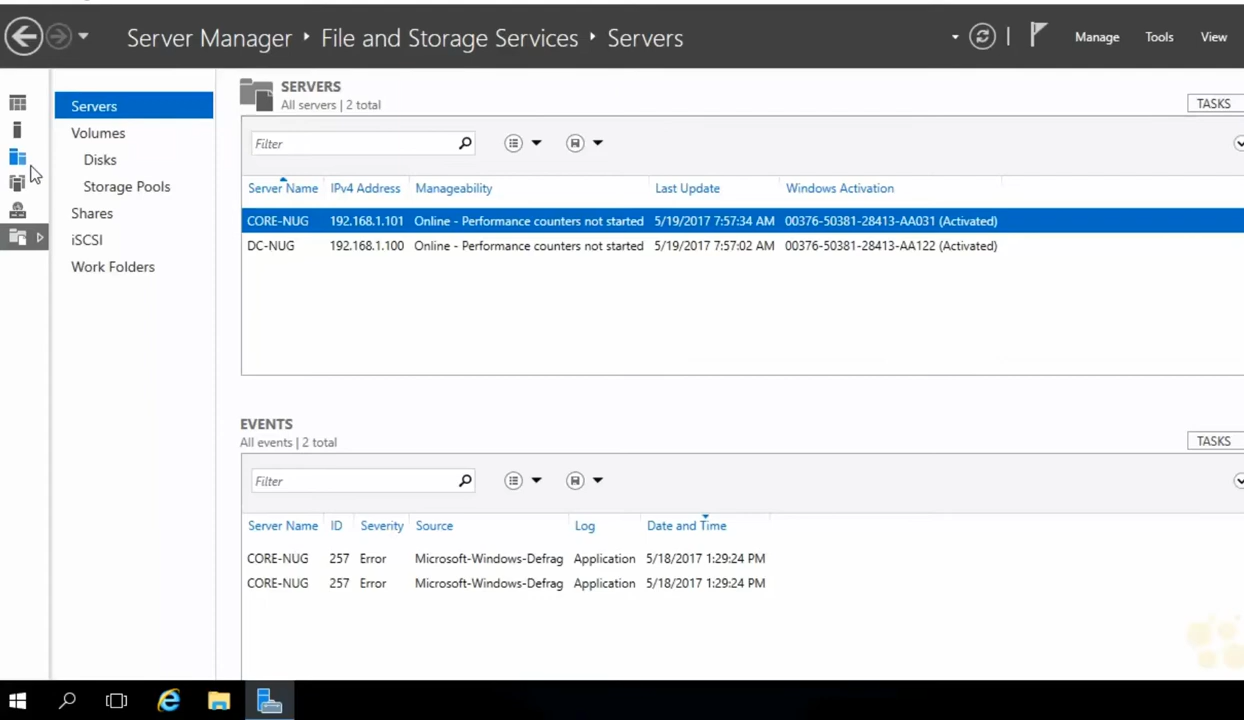 Server Manager ‣ File and Storage Services ‣ Servers
Manage Tools View
Servers
Volumes
Disks
Storage Pools
Shares
iSCSI
Work Folders
SERVERS
All servers | 2 total
TASKS
Filter
Server Name IPv4 Address Manageability Last Update Windows Activation
CORE-NUG 192.168.1.101 Online - Performance counters not started 5/19/2017 7:57:34 AM 00376-50381-28413-AA031 (Activated)
DC-NUG 192.168.1.100 Online - Performance counters not started 5/19/2017 7:57:02 AM 00376-50381-28413-AA122 (Activated)
EVENTS
All events | 2 total
TASKS
Filter
Server Name ID Severity Source Log Date and Time
CORE-NUG 257 Error Microsoft-Windows-Defrag Application 5/18/2017 1:29:24 PM
CORE-NUG 257 Error Microsoft-Windows-Defrag Application 5/18/2017 1:29:24 PM